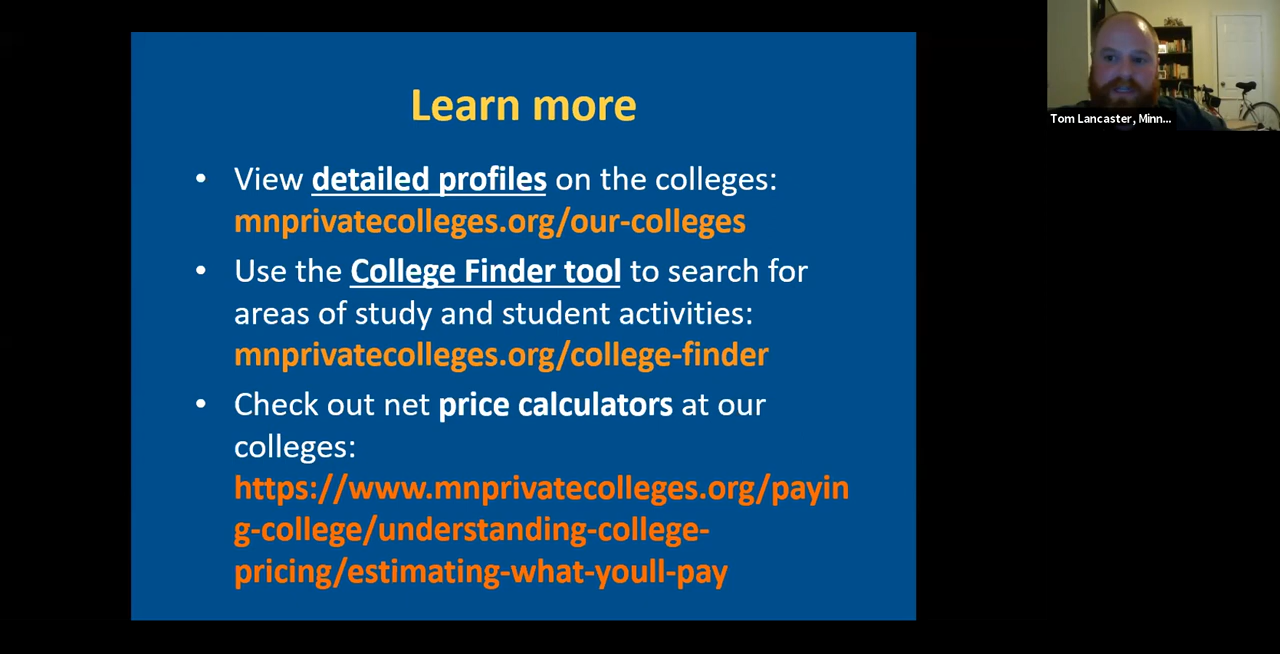 Learn more
• View detailed profiles on the colleges:
mnprivatecolleges.org/our-colleges
• Use the College Finder tool to search for
areas of study and student activities:
mnprivatecolleges.org/college-finder
• Check out net price calculators at our
colleges:
https://www.mnprivatecolleges.org/payin
g-college/understanding-college-
pricing/estimating-what-youll-pay
Tom Lancaster, Minn...